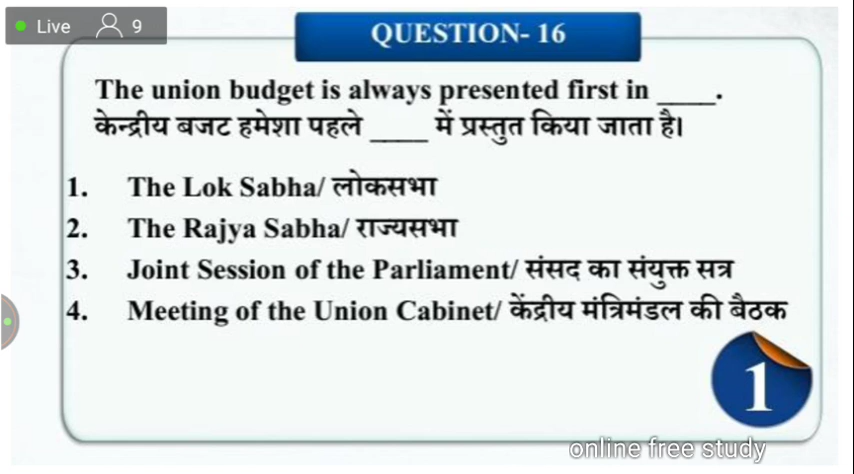 Live 9
QUESTION- 16
The union budget is always presented first in ____.
केन्द्रीय बजट हमेशा पहले ____ में प्रस्तुत किया जाता है।
1. The Lok Sabha/ लोकसभा
2. The Rajya Sabha/ राज्यसभा
3. Joint Session of the Parliament/ संसद का संयुक्त सत्र
4. Meeting of the Union Cabinet/ केंद्रीय मंत्रिमंडल की बैठक
1
online free study